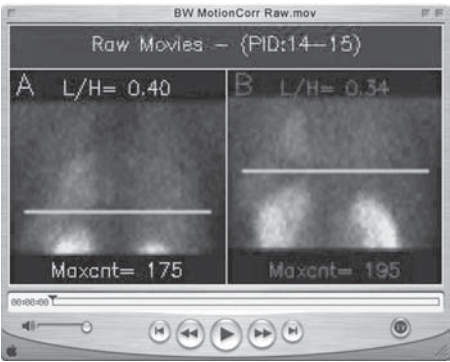 BW MotionCorr Raw.mov
Raw Movies - (PID:14-15)
A L/H= 0.40
B L/H= 0.34
Maxcnt= 175
Maxcnt= 195
00:00:00